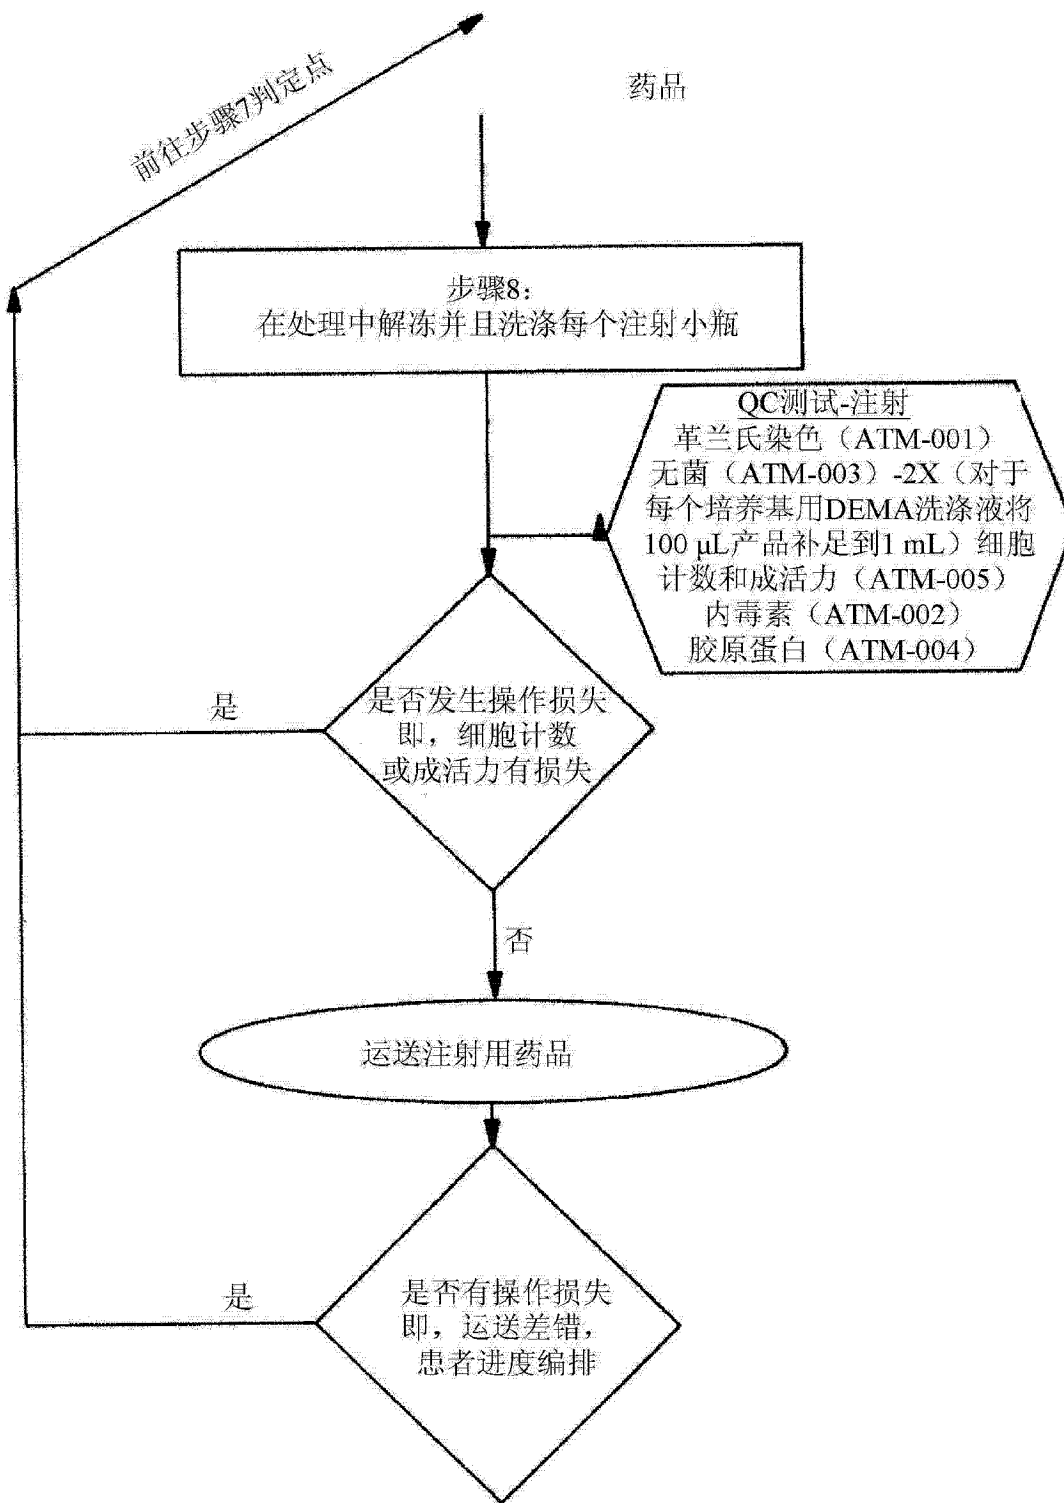 药品
前往步骤7判定点
步骤8：
在处理中解冻并且洗涤每个注射小瓶
QC测试-注射
革兰氏染色（ATM-001）
无菌（ATM-003）-2X（对于
每个培养基用DEMA洗涤液将
100 μL产品补足到1 mL）细胞
计数和成活力（ATM-005）
内毒素（ATM-002）
胶原蛋白（ATM-004）
是
是否发生操作损失
即，细胞计数
或成活力有损失
否
运送注射用药品
是
是否有操作损失
即，运送差错，
患者进度编排